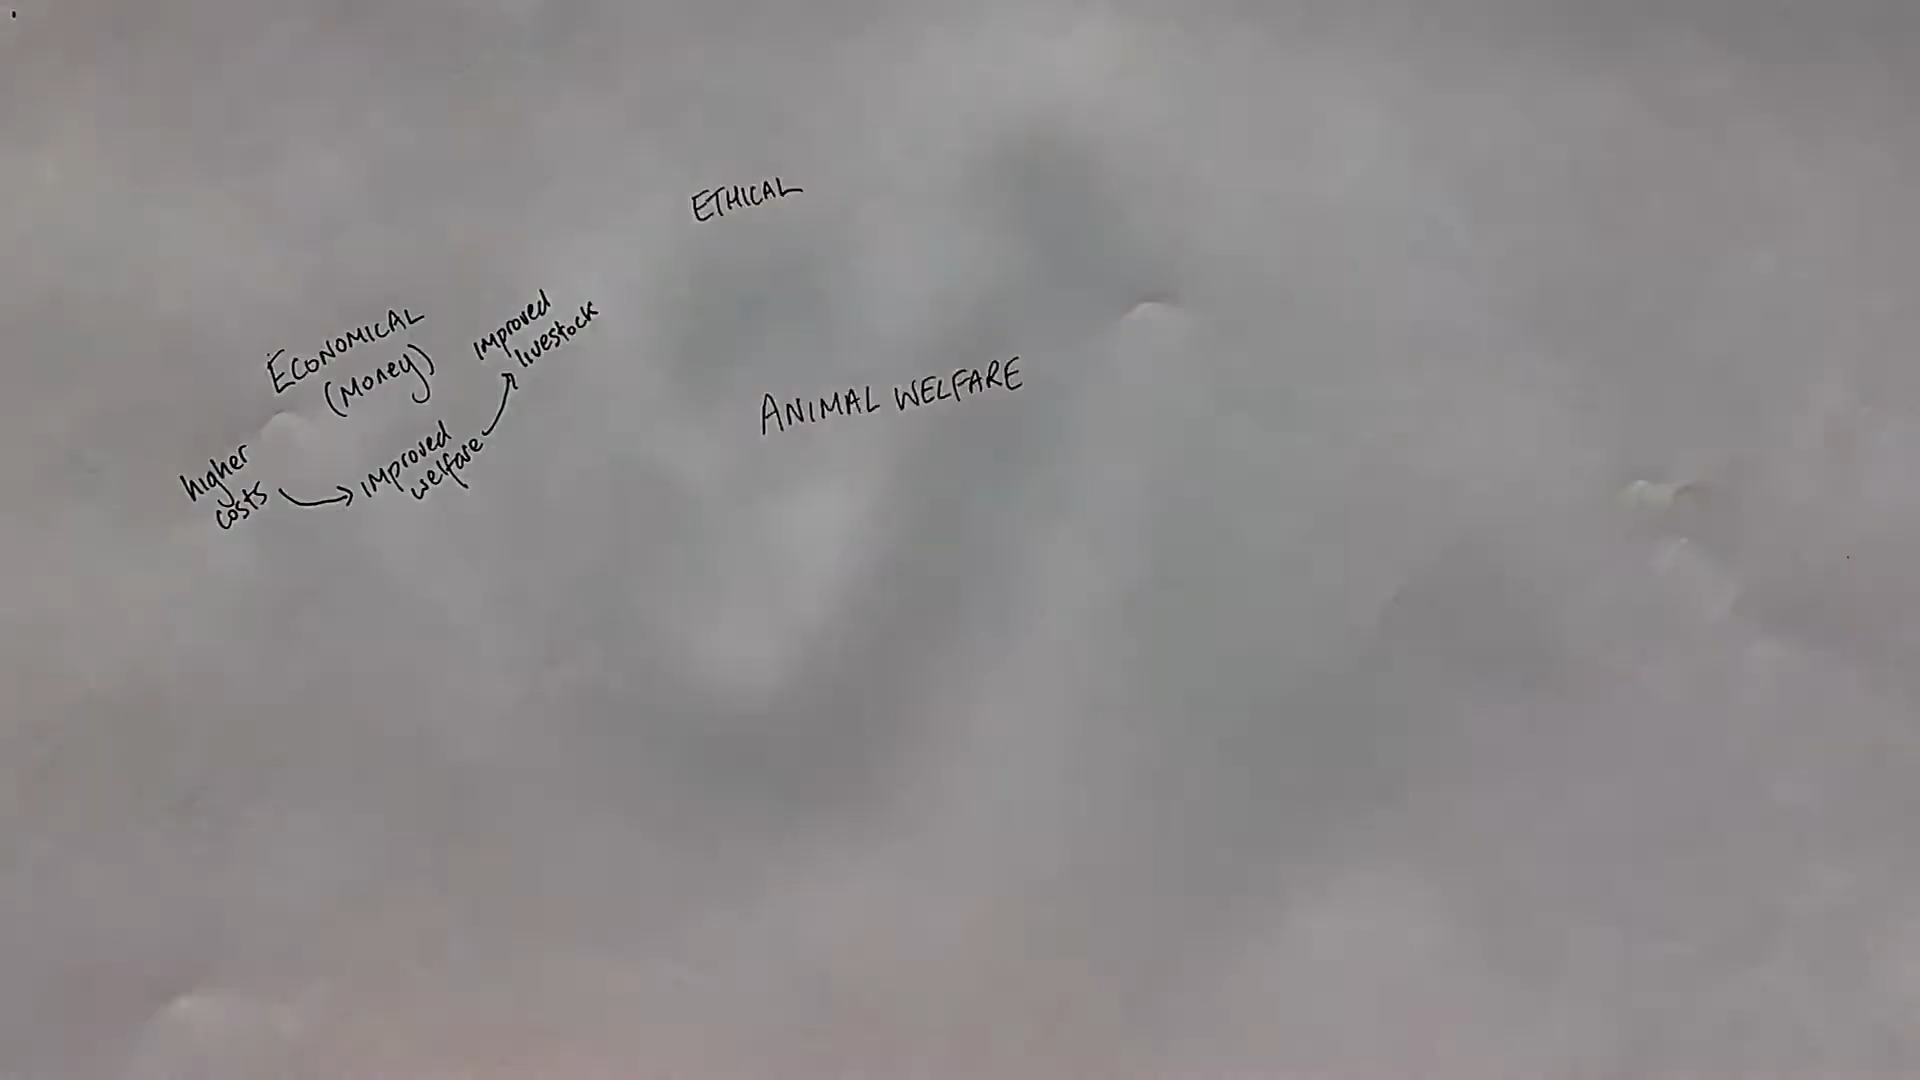 ETHICAL
ECONOMICAL
(Money)
improved
livestock
ANIMAL WELFARE
higher
costs
improved
welfare